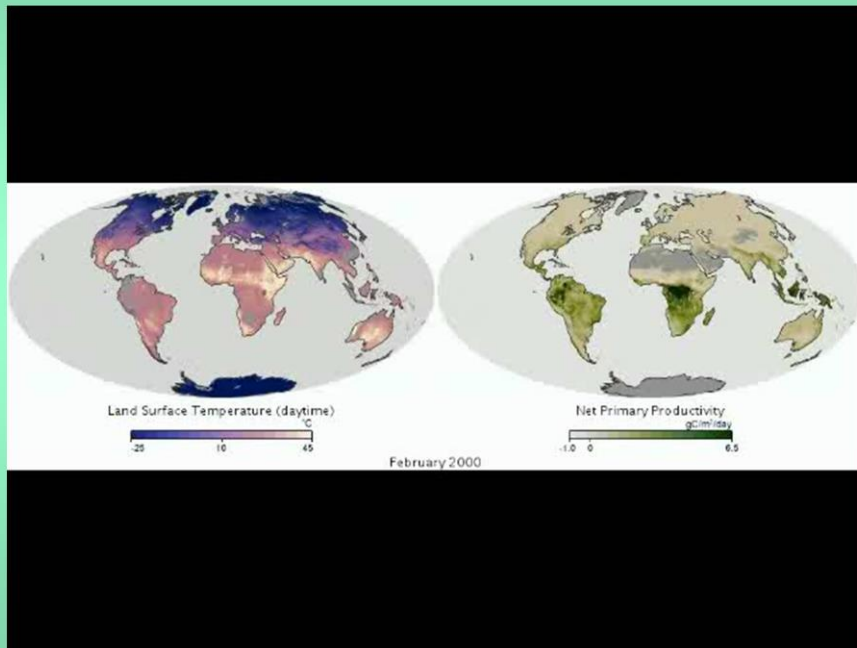 Land Surface Temperature (daytime)
°C
-25 10 45
Net Primary Productivity
gC/m²/day
-1.0 0 6.5
February 2000